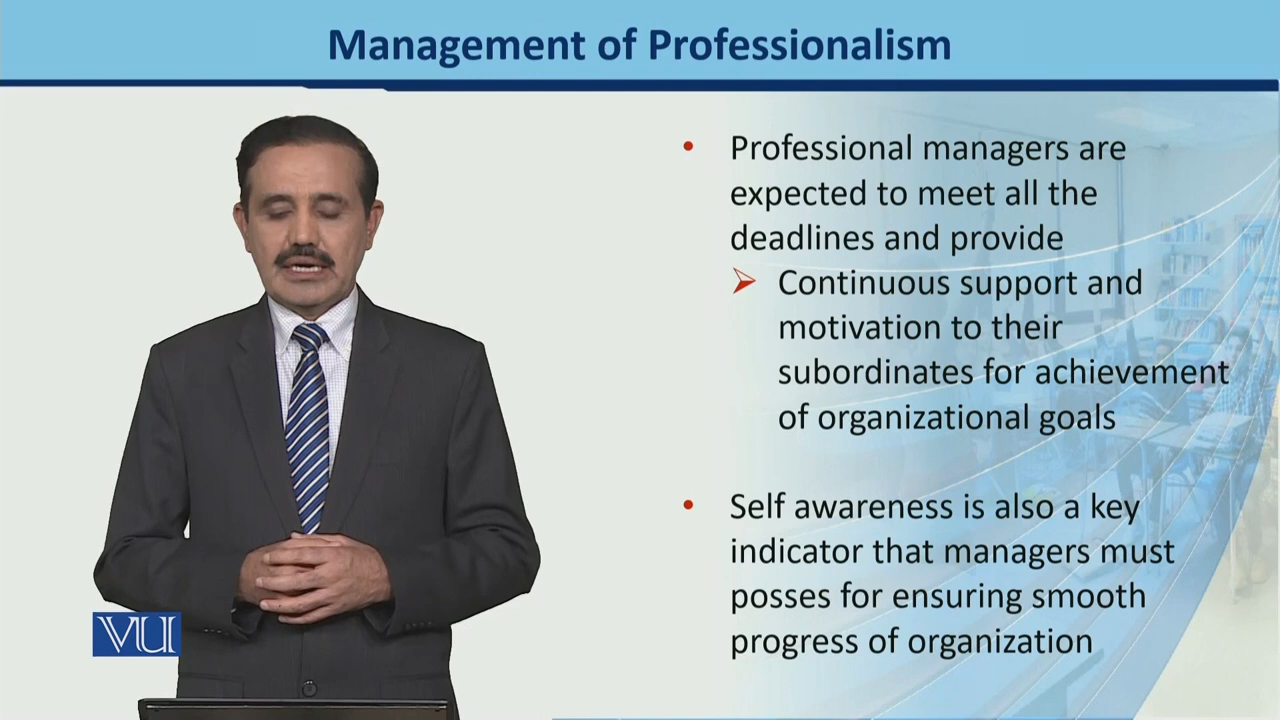 Management of Professionalism
• Professional managers are
expected to meet all the
deadlines and provide
➢ Continuous support and
motivation to their
subordinates for achievement
of organizational goals
• Self awareness is also a key
indicator that managers must
posses for ensuring smooth
progress of organization
VU